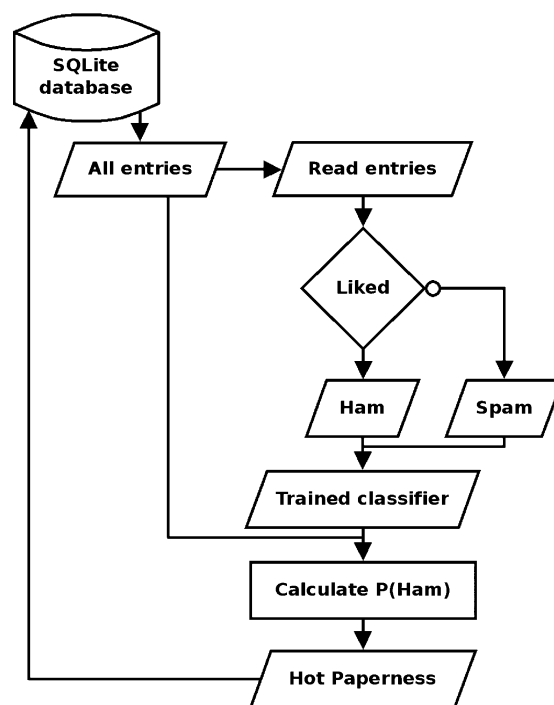 SQLite
database
All entries
Read entries
Liked
Ham
Spam
Trained classifier
Calculate P(Ham)
Hot Paperness